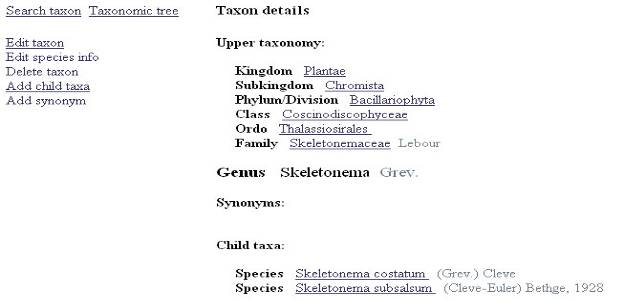 Search taxon Taxonomic tree
Edit taxon
Edit species info
Delete taxon
Add child taxa
Add synonym
Taxon details
Upper taxonomy:
Kingdom Plantae
Subkingdom Chromista
Phylum/Division Bacillariophyta
Class Coscinodiscophyceae
Ordo Thalassiosirales
Family Skeletonemaceae Lebour
Genus Skeletonema Grev.
Synonyms:
Child taxa:
Species Skeletonema costatum (Grev.) Cleve
Species Skeletonema subsalsum (Cleve-Euler) Bethge, 1928